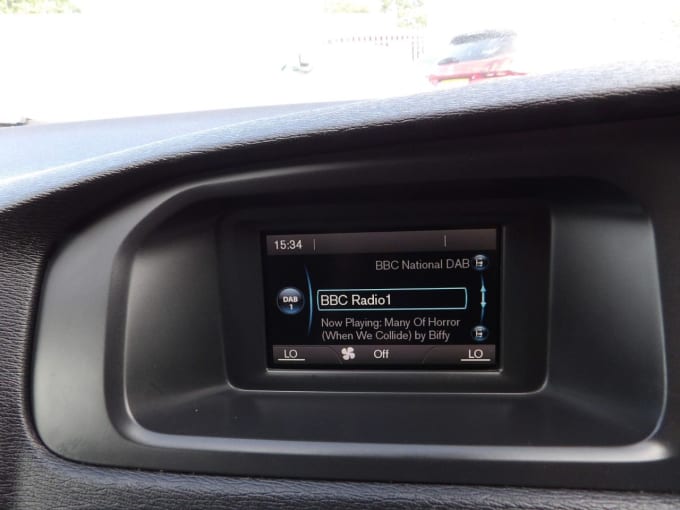 15:34
BBC National DAB
DAB
1
BBC Radio1
Now Playing: Many Of Horror
(When We Collide) by Biffy
LO Off LO